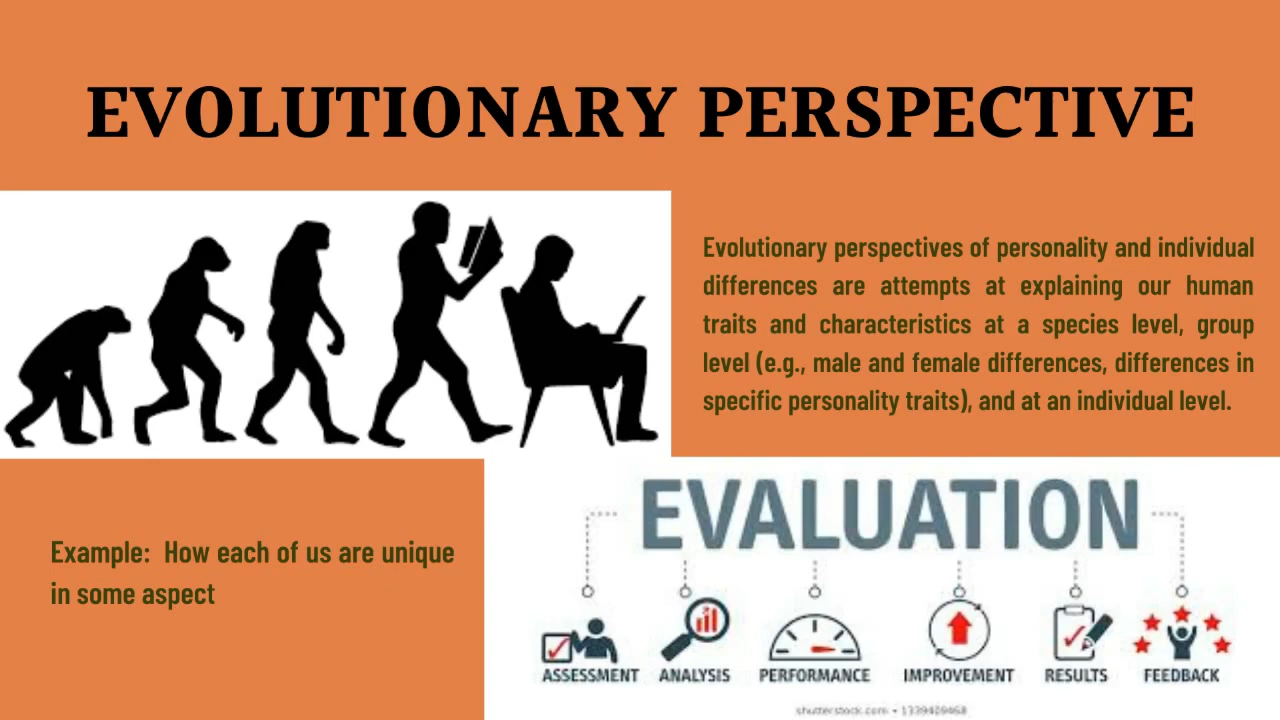 EVOLUTIONARY PERSPECTIVE
Evolutionary perspectives of personality and individual
differences are attempts at explaining our human
traits and characteristics at a species level, group
level (e.g., male and female differences, differences in
specific personality traits), and at an individual level.
Example:  How each of us are unique
in some aspect
EVALUATION
ASSESSMENT ANALYSIS PERFORMANCE IMPROVEMENT RESULTS FEEDBACK
shutterstock.com • 1339409468